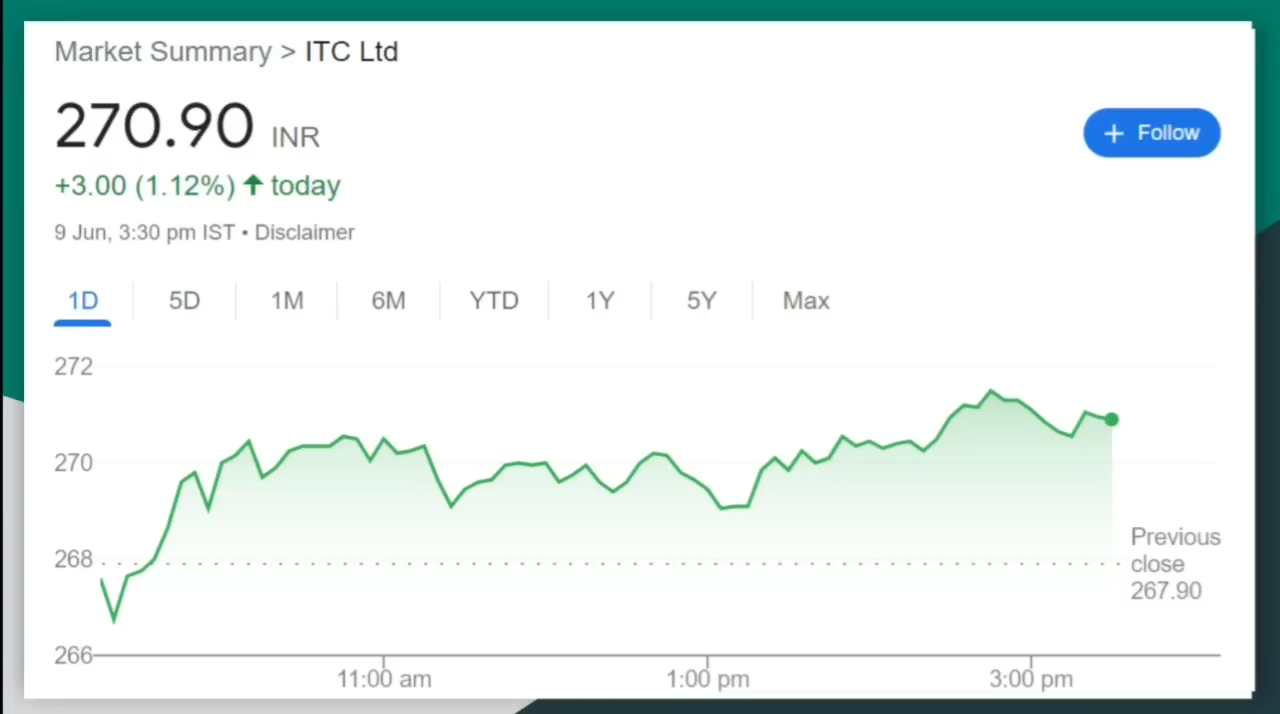 Market Summary > ITC Ltd
270.90 INR
+ Follow
+3.00 (1.12%) ↑ today
9 Jun, 3:30 pm IST • Disclaimer
1D 5D 1M 6M YTD 1Y 5Y Max
272
270
268
266
Previous
close
267.90
11:00 am 1:00 pm 3:00 pm